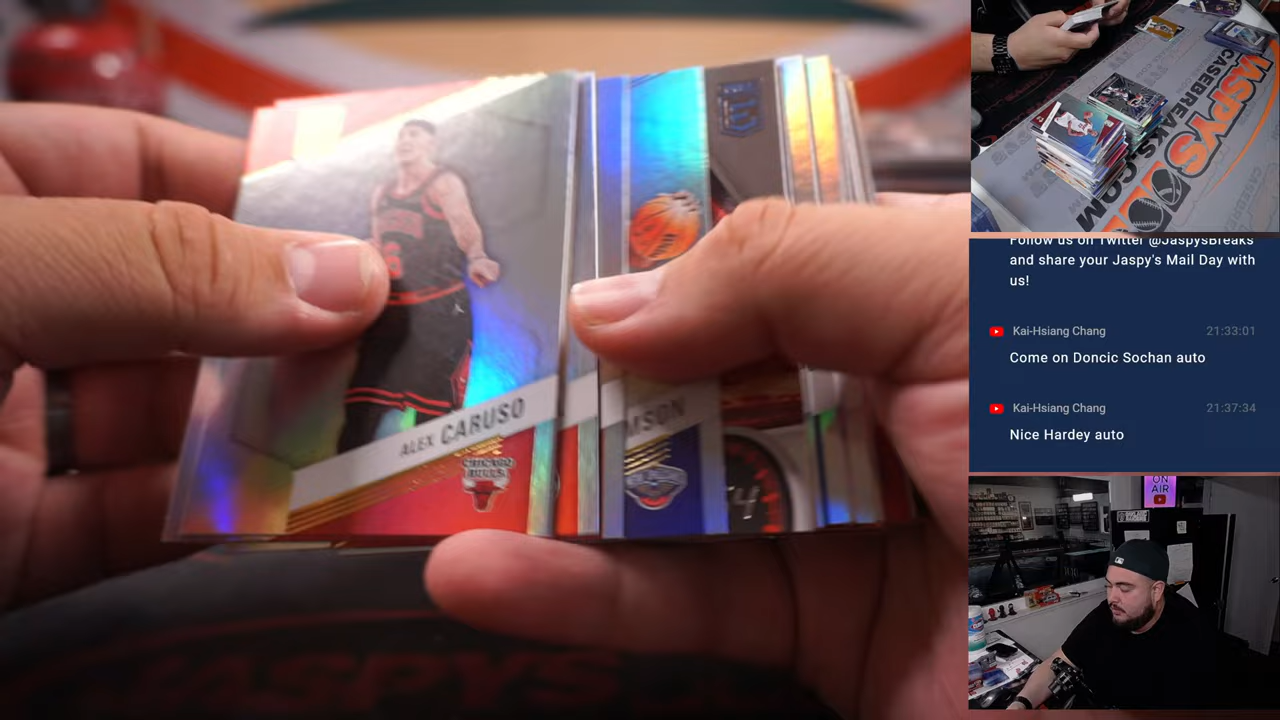 ALEX CARUSO
CHICAGO
BULLS
MSON
JASPYS
CASEBREAKS.COM
Follow us on Twitter @JaspysBreaks
and share your Jaspy's Mail Day with
us!
Kai-Hsiang Chang 21:33:01
Come on Doncic Sochan auto
Kai-Hsiang Chang 21:37:34
Nice Hardey auto
ON
AIR
JASPYS